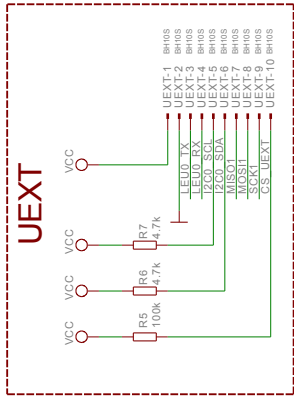 UEXT
VCC
UEXT-1 BH10S
UEXT-2 BH10S
UEXT-3 BH10S
UEXT-4 BH10S
UEXT-5 BH10S
UEXT-6 BH10S
UEXT-7 BH10S
UEXT-8 BH10S
UEXT-9 BH10S
UEXT-10 BH10S
LEU0_TX
LEU0_RX
I2C0_SCL
I2C0_SDA
MISO1
MOSI1
SCK1
CS_UEXT
VCC
R7
4.7k
VCC
R6
4.7k
VCC
R5
100k